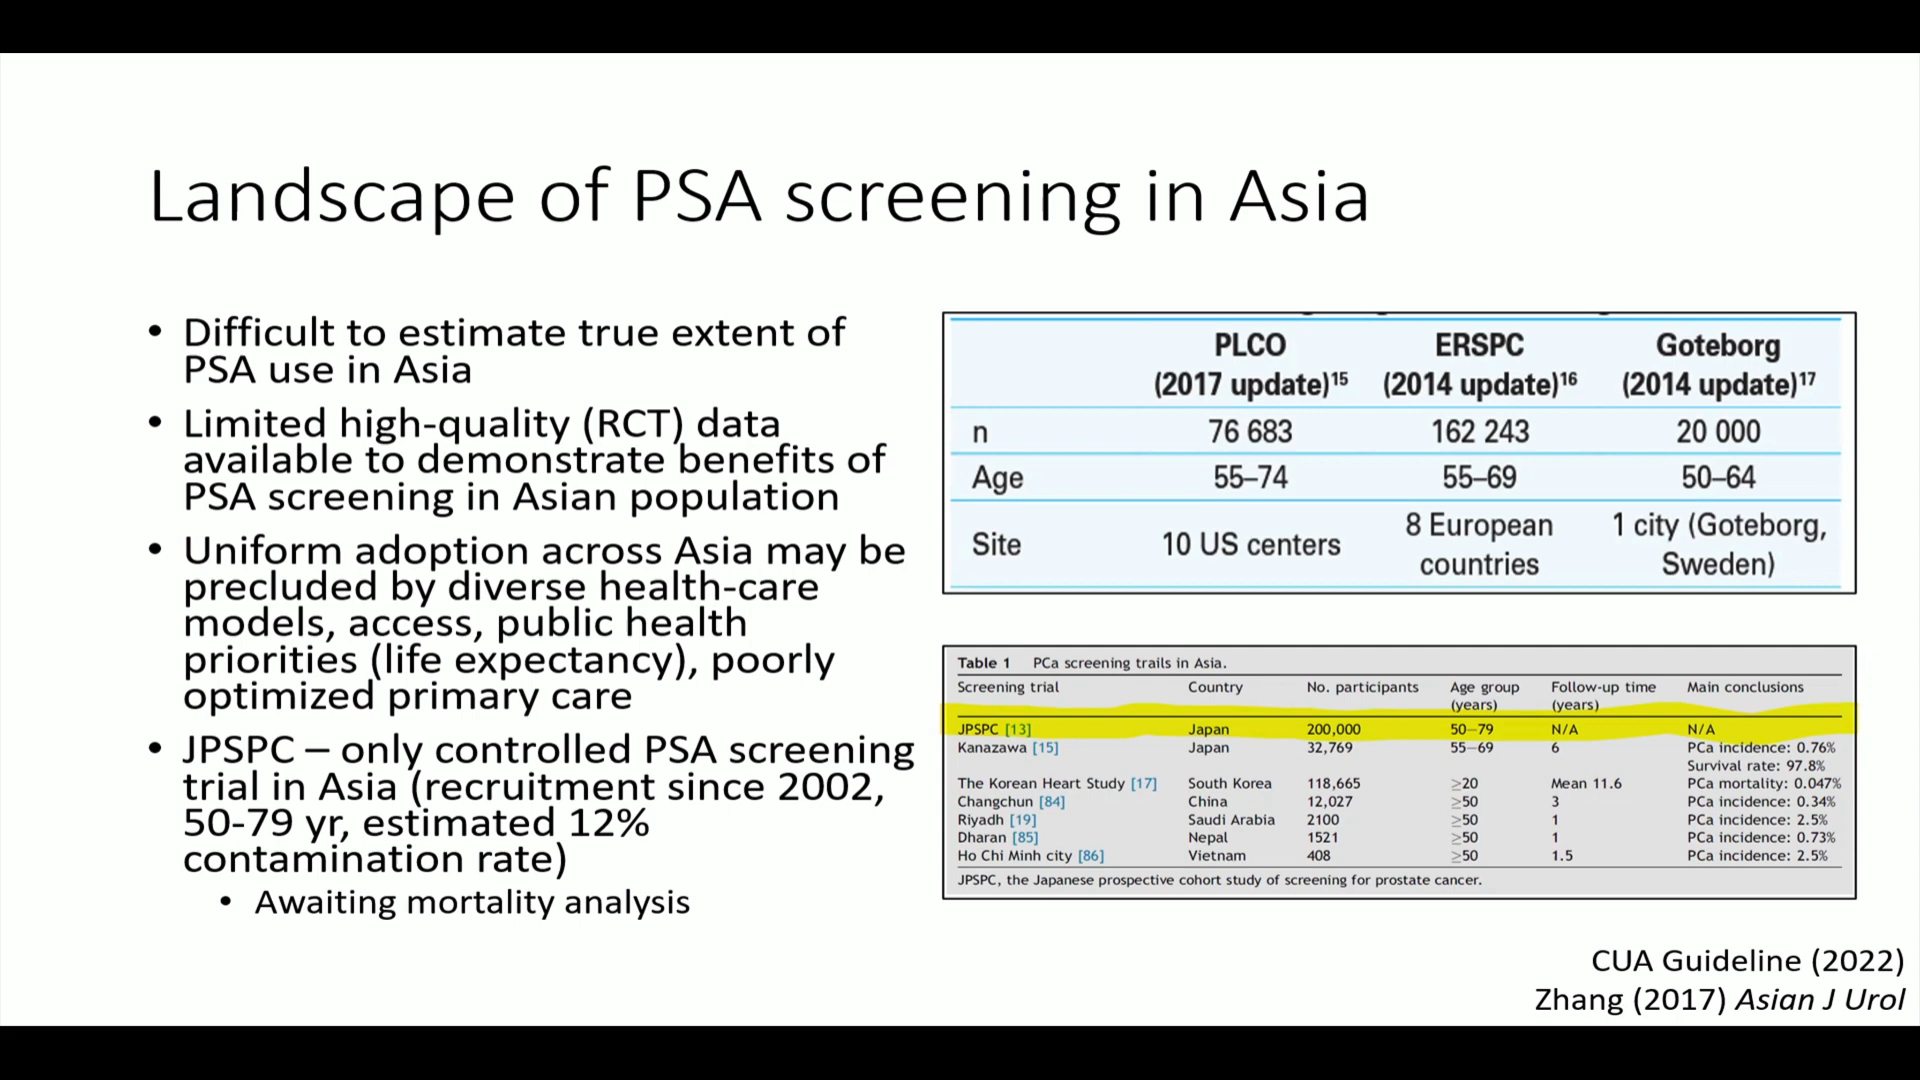 Landscape of PSA screening in Asia
• Difficult to estimate true extent of
PSA use in Asia
• Limited high-quality (RCT) data
available to demonstrate benefits of
PSA screening in Asian population
• Uniform adoption across Asia may be
precluded by diverse health-care
models, access, public health
priorities (life expectancy), poorly
optimized primary care
• JPSPC – only controlled PSA screening
trial in Asia (recruitment since 2002,
50-79 yr, estimated 12%
contamination rate)
• Awaiting mortality analysis
PLCO ERSPC Goteborg
(2017 update)15 (2014 update)16 (2014 update)17
n 76 683 162 243 20 000
Age 55–74 55–69 50–64
Site 10 US centers 8 European countries 1 city (Goteborg, Sweden)
Table 1 PCa screening trails in Asia.
Screening trial Country No. participants Age group (years) Follow-up time (years) Main conclusions
JPSPC [13] Japan 200,000 50–79 N/A N/A
Kanazawa [15] Japan 32,769 55–69 6 PCa incidence: 0.76%
Survival rate: 97.8%
The Korean Heart Study [17] South Korea 118,665 ≥20 Mean 11.6 PCa mortality: 0.047%
Changchun [84] China 12,027 ≥50 3 PCa incidence: 0.34%
Riyadh [19] Saudi Arabia 2100 ≥50 1 PCa incidence: 2.5%
Dharan [85] Nepal 1521 ≥50 1 PCa incidence: 0.73%
Ho Chi Minh city [86] Vietnam 408 ≥50 1.5 PCa incidence: 2.5%
JPSPC, the Japanese prospective cohort study of screening for prostate cancer.
CUA Guideline (2022)
Zhang (2017) Asian J Urol